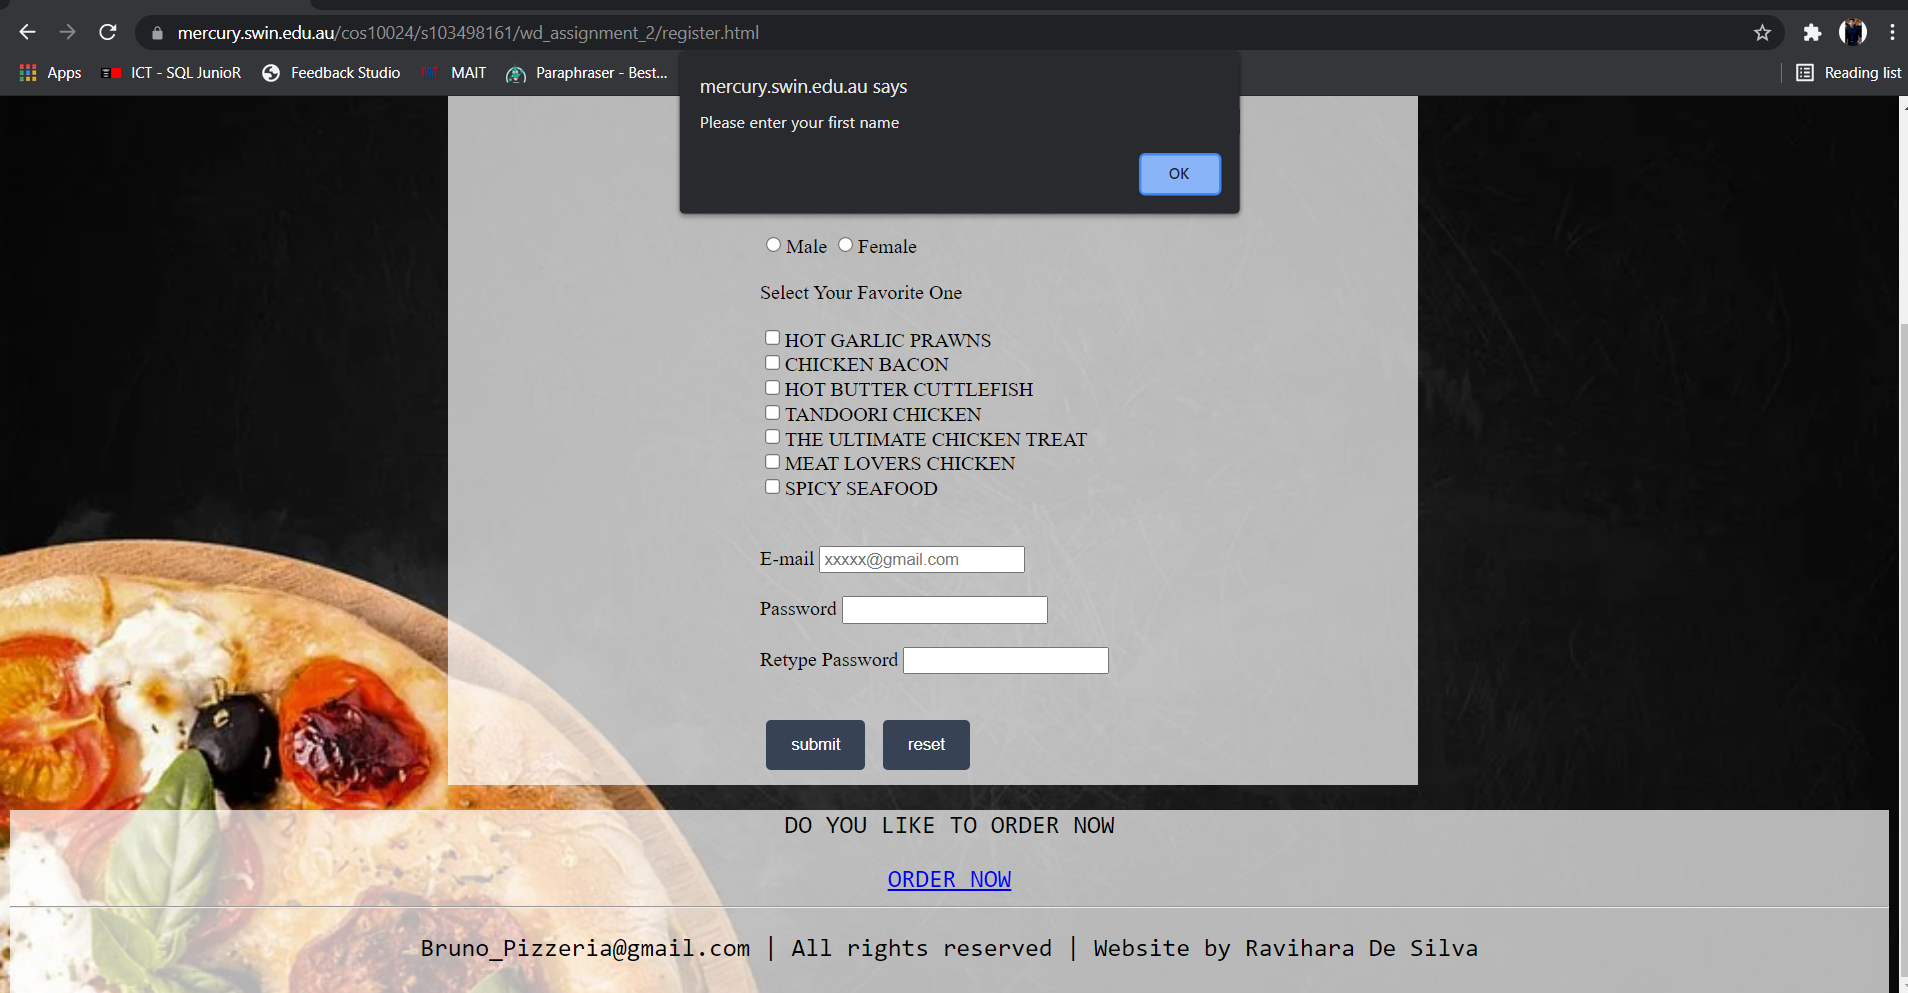 mercury.swin.edu.au/cos10024/s103498161/wd_assignment_2/register.html
Apps ICT - SQL JunioR Feedback Studio MIT MAIT Paraphraser - Best... Reading list
mercury.swin.edu.au says
Please enter your first name
OK
Male Female
Select Your Favorite One
HOT GARLIC PRAWNS
CHICKEN BACON
HOT BUTTER CUTTLEFISH
TANDOORI CHICKEN
THE ULTIMATE CHICKEN TREAT
MEAT LOVERS CHICKEN
SPICY SEAFOOD
E-mail xxxxx@gmail.com
Password
Retype Password
submit reset
DO YOU LIKE TO ORDER NOW
ORDER NOW
Bruno_Pizzeria@gmail.com | All rights reserved | Website by Ravihara De Silva